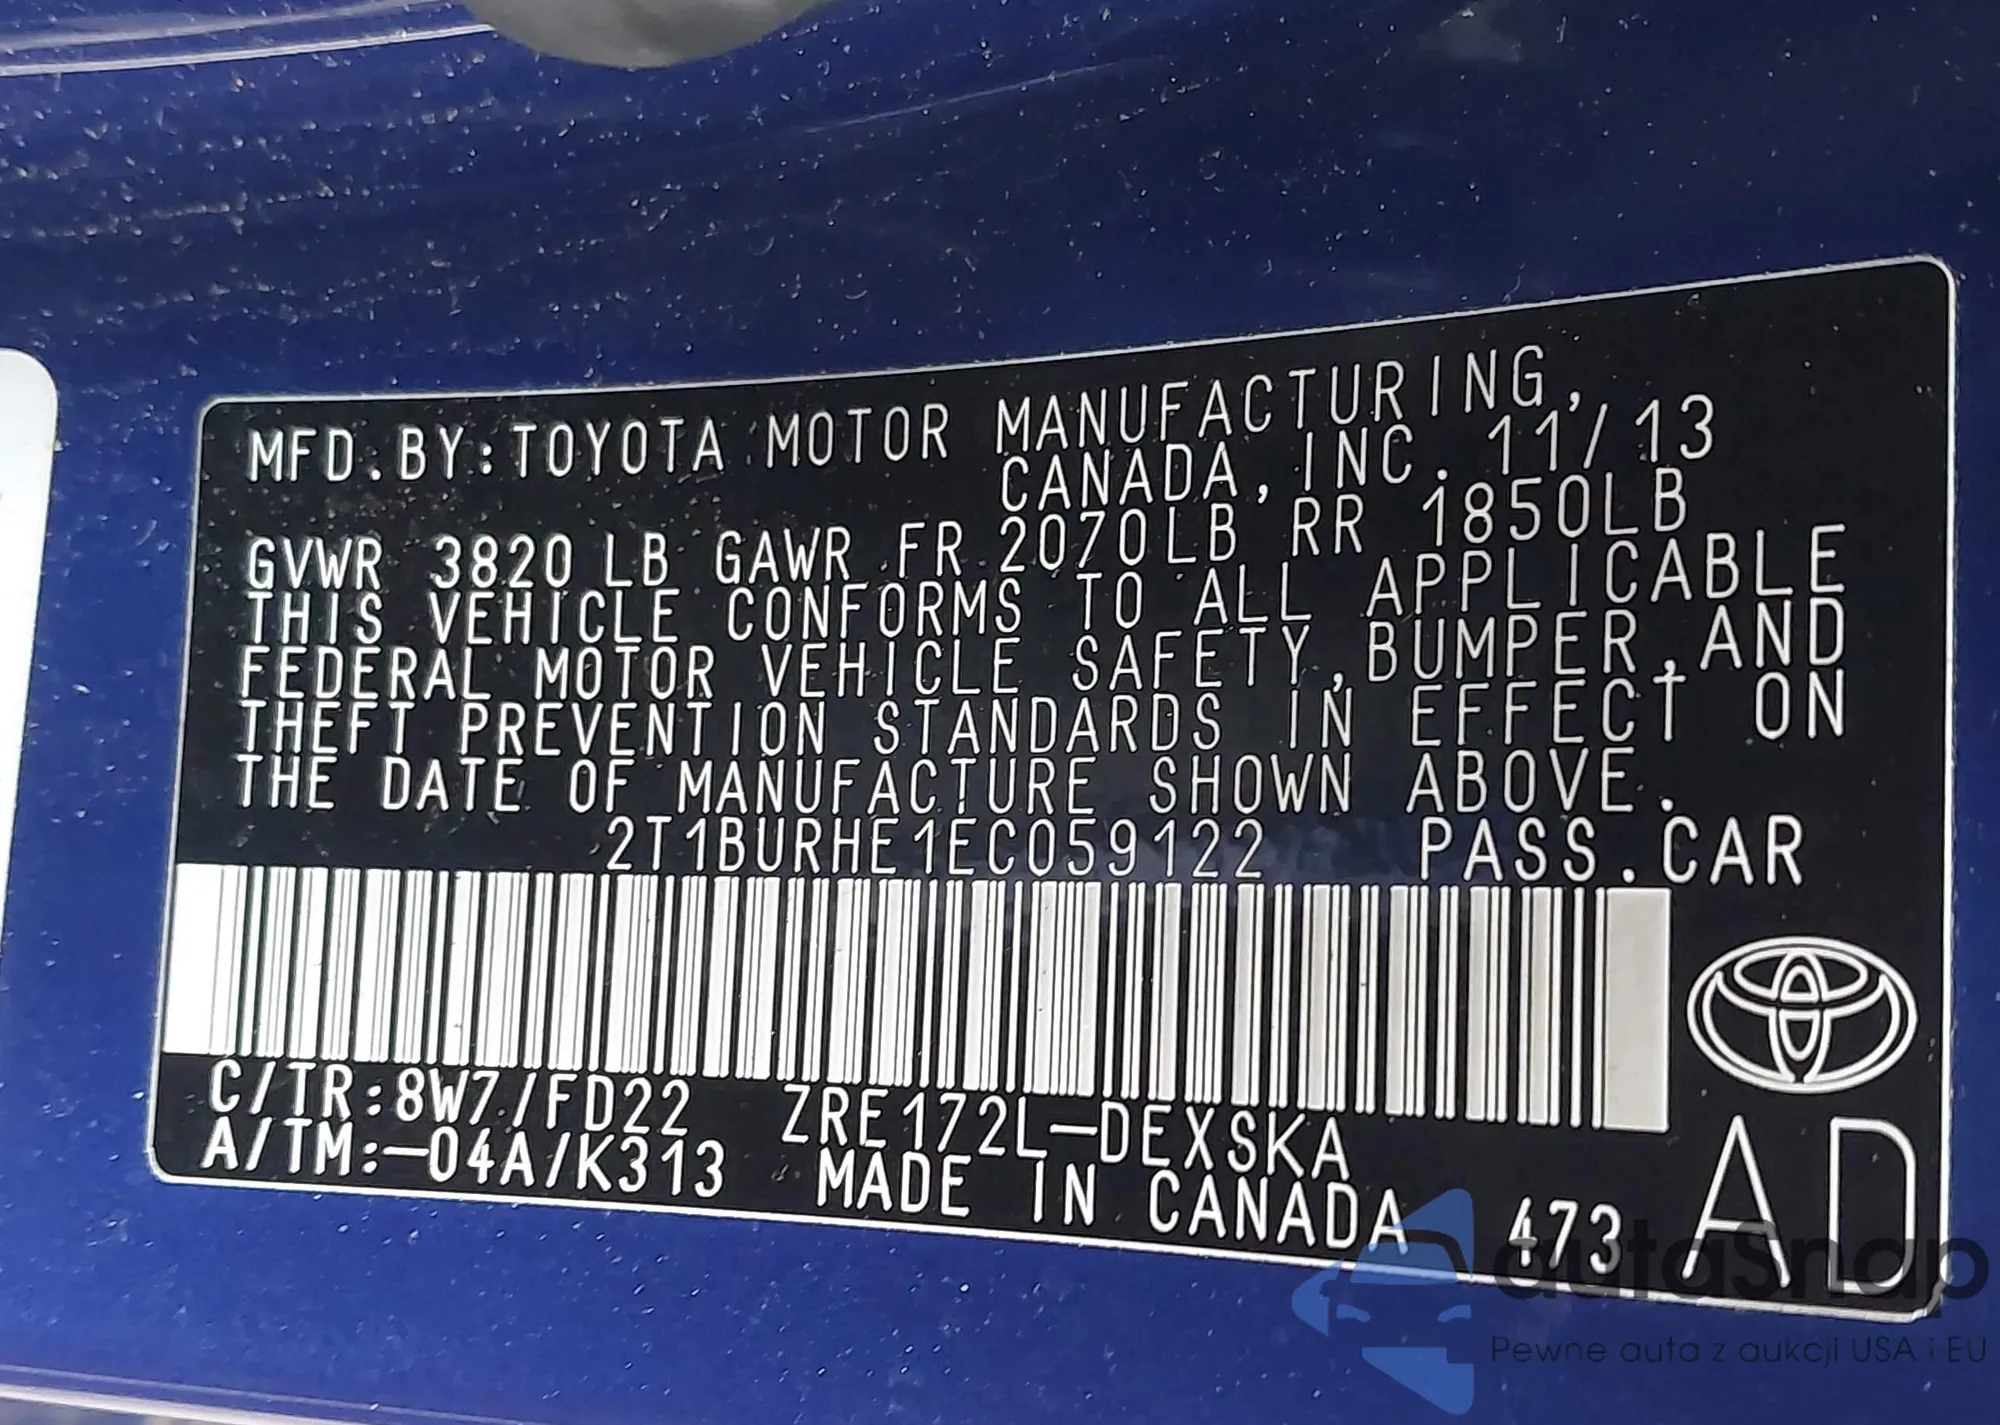 MFD.BY:TOYOTA MOTOR MANUFACTURING,
CANADA, INC. 11/13
GVWR 3820 LB GAWR FR 2070LB RR 1850LB
THIS VEHICLE CONFORMS TO ALL APPLICABLE
FEDERAL MOTOR VEHICLE SAFETY,BUMPER,AND
THEFT PREVENTION STANDARDS IN EFFECT ON
THE DATE OF MANUFACTURE SHOWN ABOVE.
2T1BURHE1EC059122 PASS.CAR
C/TR:8W7/FD22 ZRE172L-DEXSKA
A/TM:-04A/K313 MADE IN CANADA 473 AD
autoSnap
Pewne auta z aukcji USA i EU